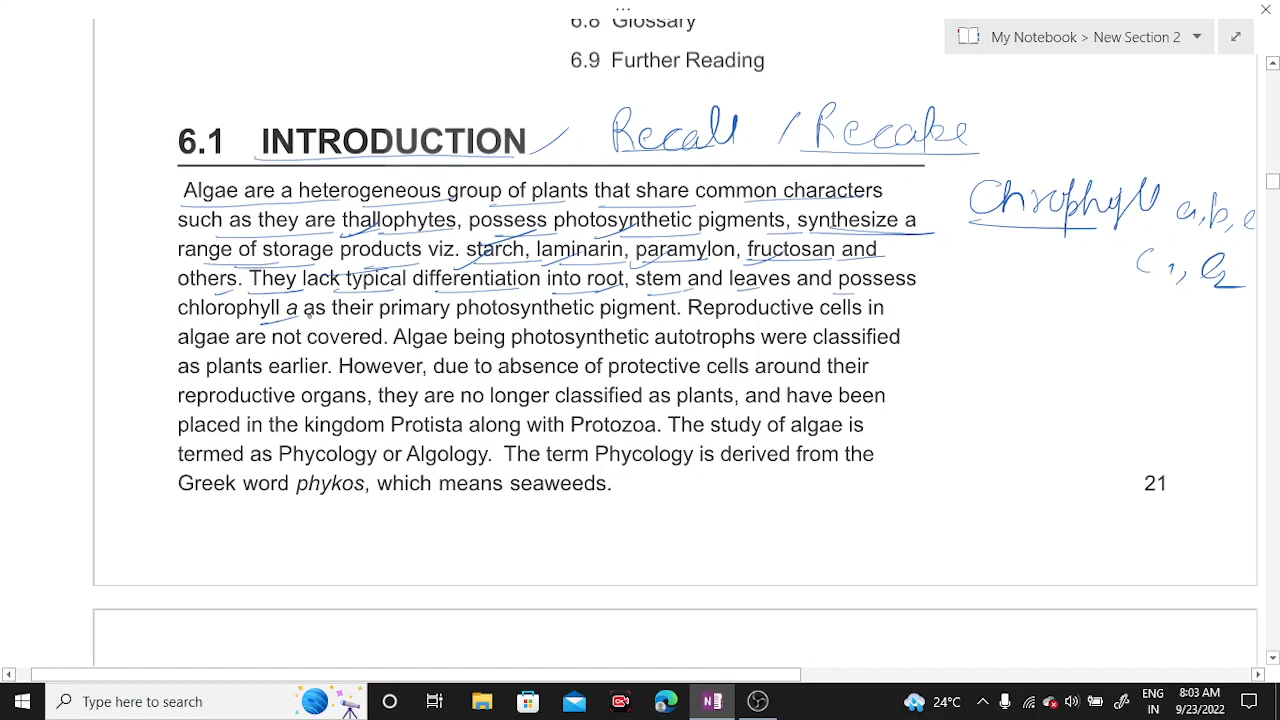 ...
6.8 Glossary
My Notebook > New Section 2
6.9 Further Reading
6.1 INTRODUCTION
Recall / Recake
Algae are a heterogeneous group of plants that share common characters
such as they are thallophytes, possess photosynthetic pigments, synthesize a
range of storage products viz. starch, laminarin, paramylon, fructosan and
others. They lack typical differentiation into root, stem and leaves and possess
chlorophyll a as their primary photosynthetic pigment. Reproductive cells in
algae are not covered. Algae being photosynthetic autotrophs were classified
as plants earlier. However, due to absence of protective cells around their
reproductive organs, they are no longer classified as plants, and have been
placed in the kingdom Protista along with Protozoa. The study of algae is
termed as Phycology or Algology. The term Phycology is derived from the
Greek word phykos, which means seaweeds.
a, b, e
21
Type here to search
24°C
ENG
IN
8:03 AM
9/23/2022